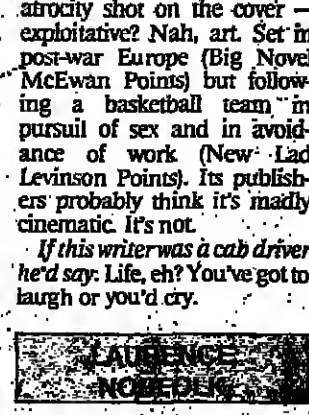 atrocity shot on the cover —
exploitative? Nah, art. Set in
post-war Europe (Big Novel
McEwan Points) but follow-
ing a basketball team in
pursuit of sex and in avoid-
ance of work (New Lad
Levinson Points). Its publish-
ers probably think it's madly
cinematic. It's not.
If this writer was a cab driver
he'd say: Life, eh? You've got to
laugh or you'd cry.
LAURENCE
NORFOLK